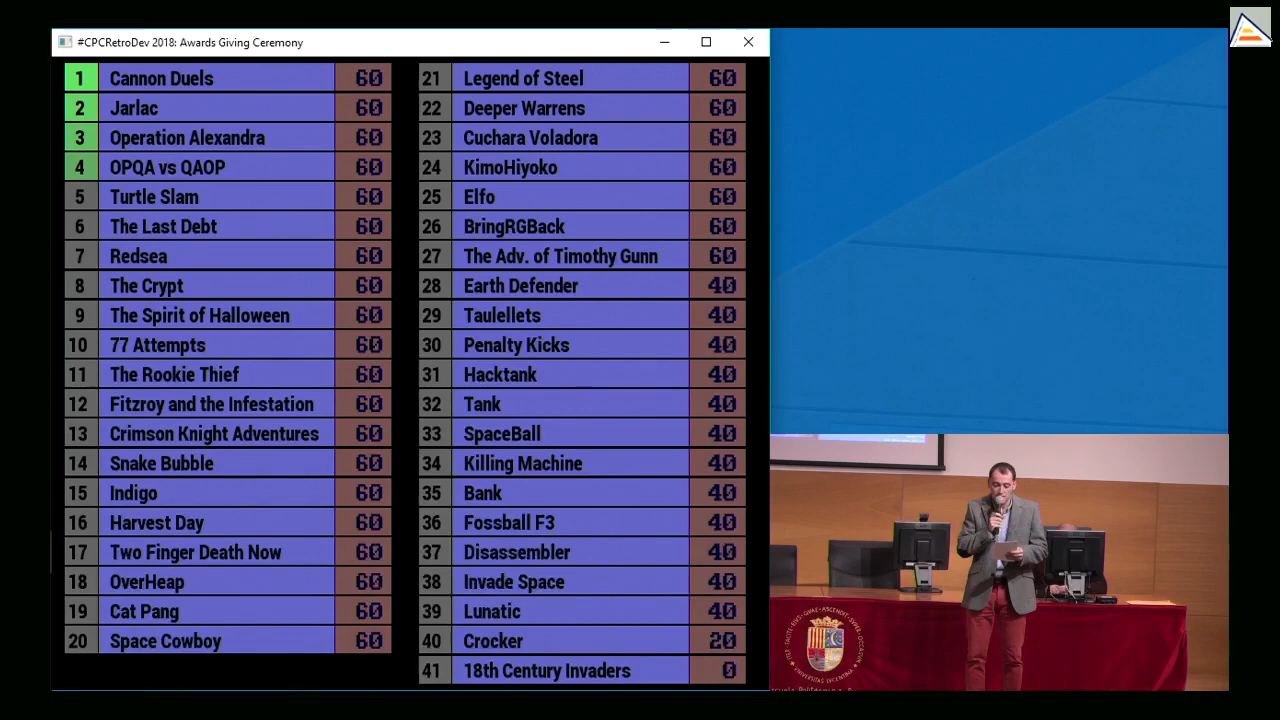 #CPCRetroDev 2018: Awards Giving Ceremony
1 Cannon Duels 60
2 Jarlac 60
3 Operation Alexandra 60
4 OPQA vs QAOP 60
5 Turtle Slam 60
6 The Last Debt 60
7 Redsea 60
8 The Crypt 60
9 The Spirit of Halloween 60
10 77 Attempts 60
11 The Rookie Thief 60
12 Fitzroy and the Infestation 60
13 Crimson Knight Adventures 60
14 Snake Bubble 60
15 Indigo 60
16 Harvest Day 60
17 Two Finger Death Now 60
18 OverHeap 60
19 Cat Pang 60
20 Space Cowboy 60
21 Legend of Steel 60
22 Deeper Warrens 60
23 Cuchara Voladora 60
24 KimoHiyoko 60
25 Elfo 60
26 BringRGBack 60
27 The Adv. of Timothy Gunn 60
28 Earth Defender 40
29 Taulellets 40
30 Penalty Kicks 40
31 Hacktank 40
32 Tank 40
33 SpaceBall 40
34 Killing Machine 40
35 Bank 40
36 Fossball F3 40
37 Disassembler 40
38 Invade Space 40
39 Lunatic 40
40 Crocker 20
41 18th Century Invaders 0